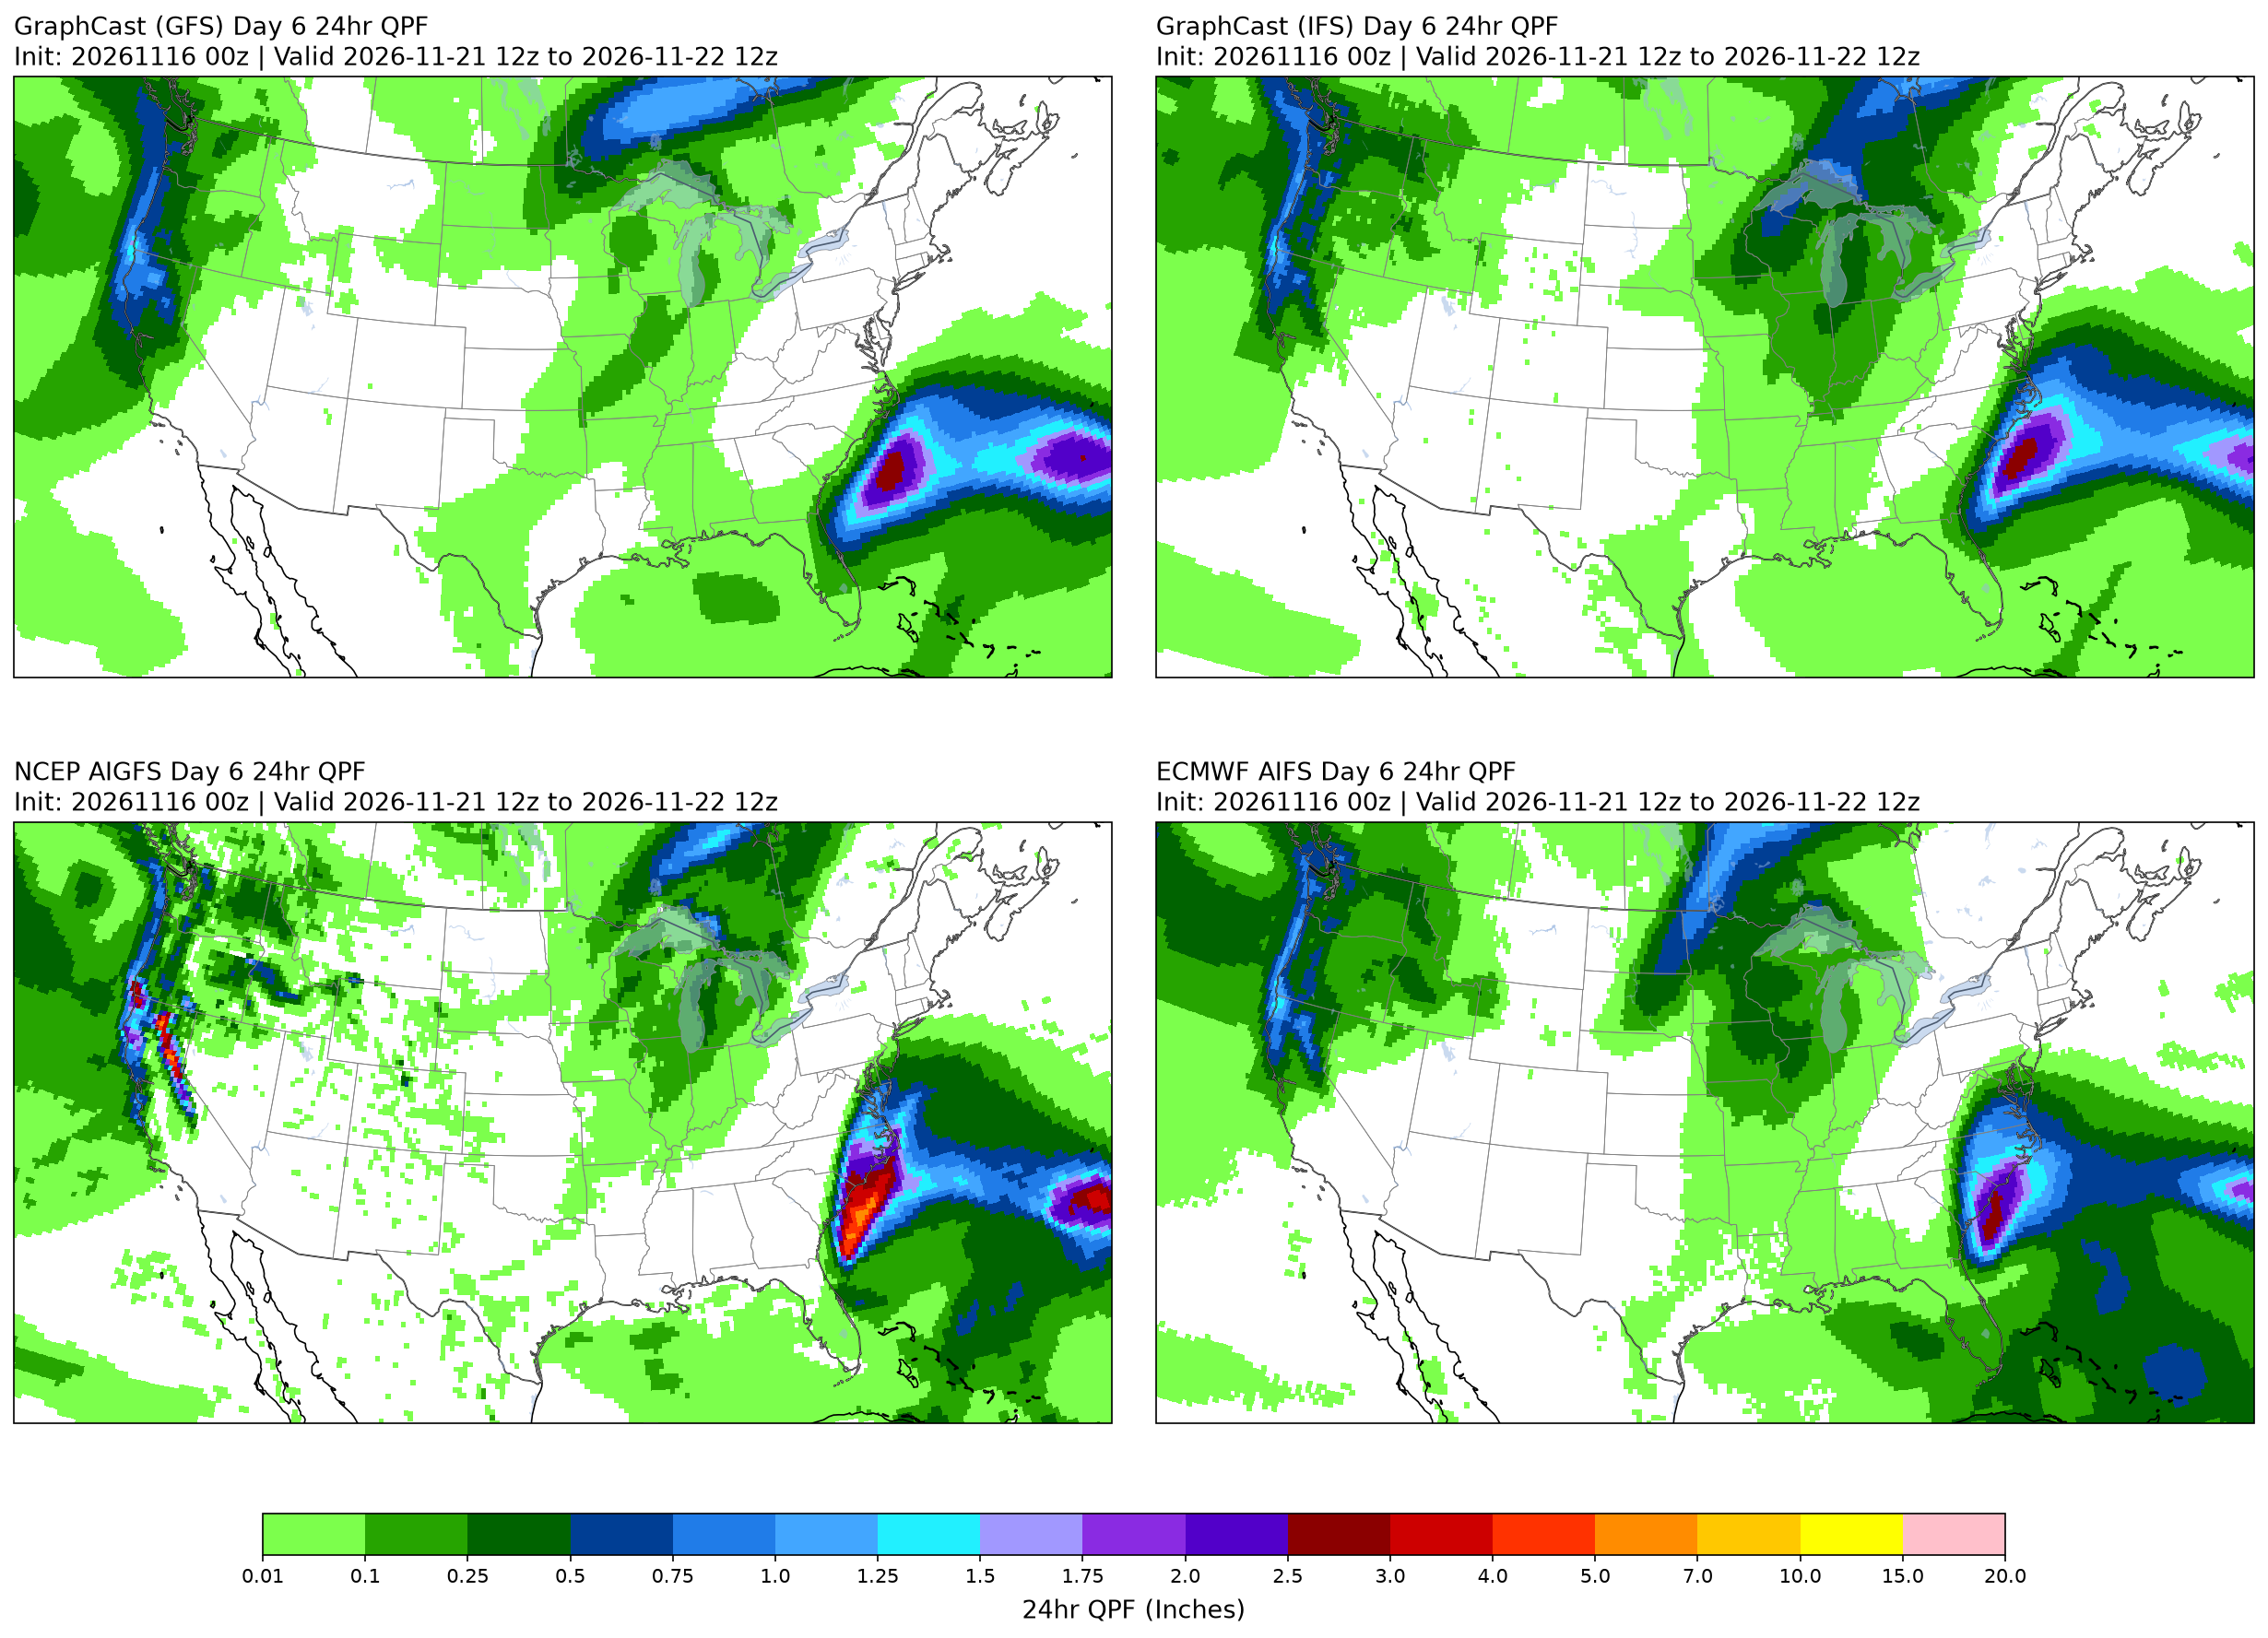 GraphCast (GFS) Day 6 24hr QPF
Init: 20261116 00z | Valid 2026-11-21 12z to 2026-11-22 12z
GraphCast (IFS) Day 6 24hr QPF
Init: 20261116 00z | Valid 2026-11-21 12z to 2026-11-22 12z
NCEP AIGFS Day 6 24hr QPF
Init: 20261116 00z | Valid 2026-11-21 12z to 2026-11-22 12z
ECMWF AIFS Day 6 24hr QPF
Init: 20261116 00z | Valid 2026-11-21 12z to 2026-11-22 12z
0.01 0.1 0.25 0.5 0.75 1.0 1.25 1.5 1.75 2.0 2.5 3.0 4.0 5.0 7.0 10.0 15.0 20.0
24hr QPF (Inches)